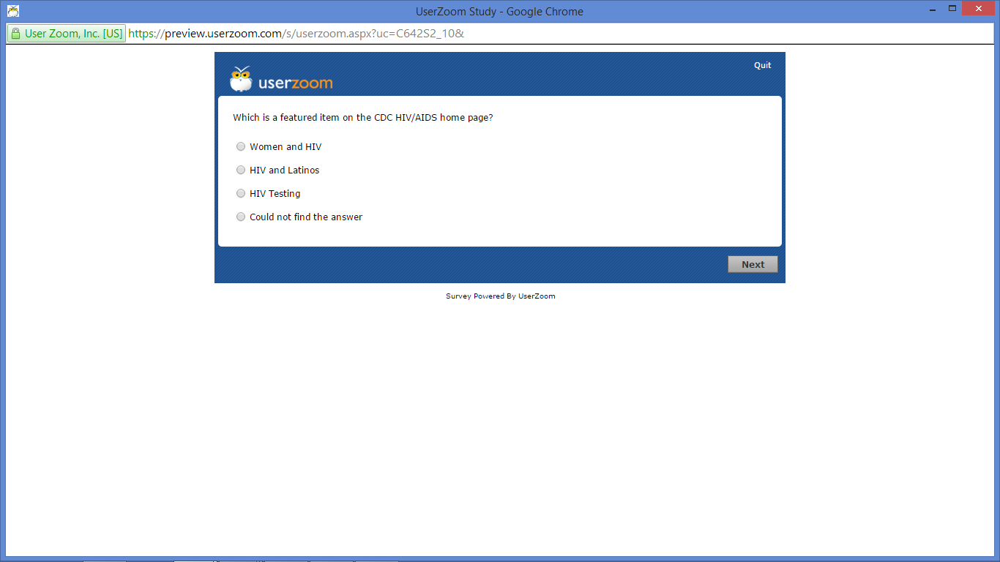 UserZoom Study - Google Chrome
User Zoom, Inc. [US] https://preview.userzoom.com/s/userzoom.aspx?uc=C642S2_10&
Quit
userzoom
Which is a featured item on the CDC HIV/AIDS home page?
Women and HIV
HIV and Latinos
HIV Testing
Could not find the answer
Next
Survey Powered By UserZoom